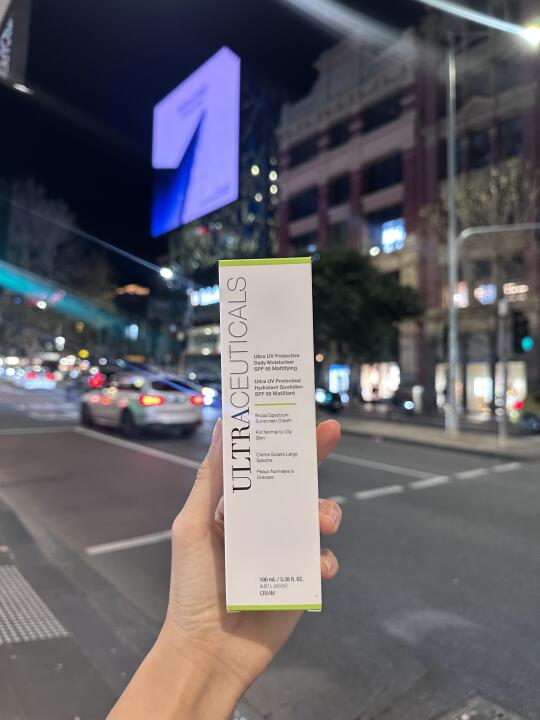 ULTRACEUTICALS
Ultra UV Protective
Daily Moisturiser
SPF 50 Mattifying
Ultra UV Protecteur
Hydratant Quotidien
SPF 50 Matifiant
Broad Spectrum
Sunscreen Cream
For Normal to Oily
Skin
Crème Solaire Large
Spectre
Peaux Normales à
Grasses
100 mL / 3.38 fl. oz.
CREAM